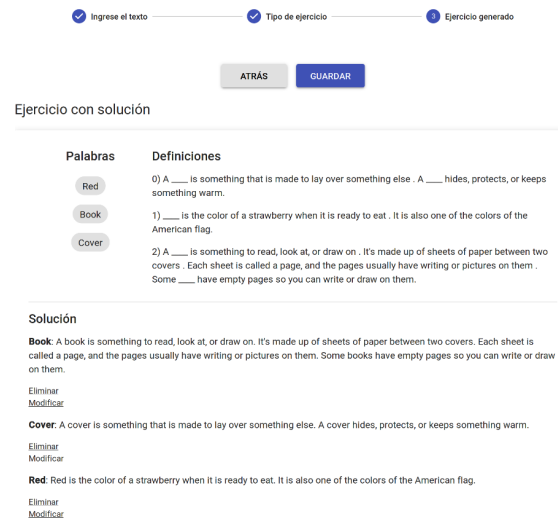 Ingrese el texto
Tipo de ejercicio
3 Ejercicio generado
ATRÁS
GUARDAR
Ejercicio con solución
Palabras
Red
Book
Cover
Definiciones
0) A ____ is something that is made to lay over something else . A ____ hides, protects, or keeps
something warm.
1) ____ is the color of a strawberry when it is ready to eat . It is also one of the colors of the
American flag.
2) A ____ is something to read, look at, or draw on . It's made up of sheets of paper between two
covers . Each sheet is called a page, and the pages usually have writing or pictures on them .
Some ____ have empty pages so you can write or draw on them.
Solución
Book: A book is something to read, look at, or draw on. It's made up of sheets of paper between two covers. Each sheet is
called a page, and the pages usually have writing or pictures on them. Some books have empty pages so you can write or draw
on them.
Eliminar
Modificar
Cover: A cover is something that is made to lay over something else. A cover hides, protects, or keeps something warm.
Eliminar
Modificar
Red: Red is the color of a strawberry when it is ready to eat. It is also one of the colors of the American flag.
Eliminar
Modificar